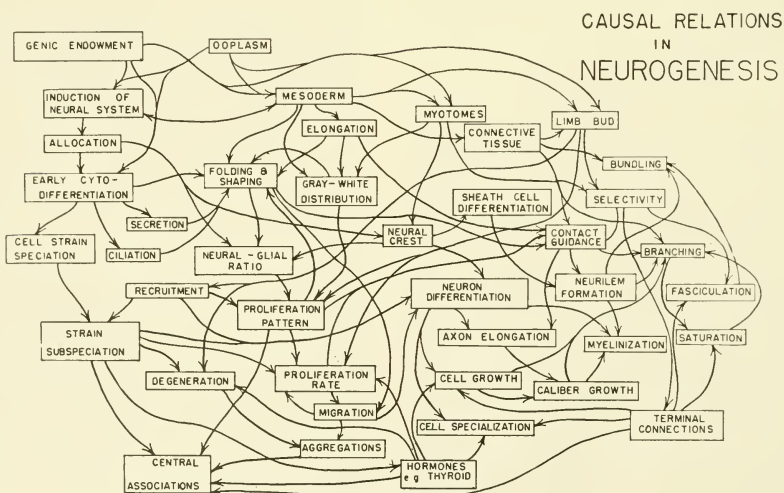 CAUSAL RELATIONS
IN
NEUROGENESIS
GENIC ENDOWMENT
OOPLASM
INDUCTION OF
NEURAL SYSTEM
MESODERM
MYOTOMES
LIMB BUD
ALLOCATION
ELONGATION
CONNECTIVE
TISSUE
BUNDLING
EARLY CYTO-
DIFFERENTIATION
FOLDING &
SHAPING
GRAY-WHITE
DISTRIBUTION
SHEATH CELL
DIFFERENTIATION
SELECTIVITY
SECRETION
CELL STRAIN
SPECIATION
CILIATION
NEURAL-GLIAL
RATIO
NEURAL
CREST
CONTACT
GUIDANCE
BRANCHING
RECRUITMENT
NEURON
DIFFERENTIATION
NEURILEM
FORMATION
FASCICULATION
STRAIN
SUBSPECIATION
PROLIFERATION
PATTERN
AXON ELONGATION
MYELINIZATION
SATURATION
DEGENERATION
PROLIFERATION
RATE
CELL GROWTH
CALIBER GROWTH
MIGRATION
CELL SPECIALIZATION
TERMINAL
CONNECTIONS
AGGREGATIONS
CENTRAL
ASSOCIATIONS
HORMONES
eg THYROID